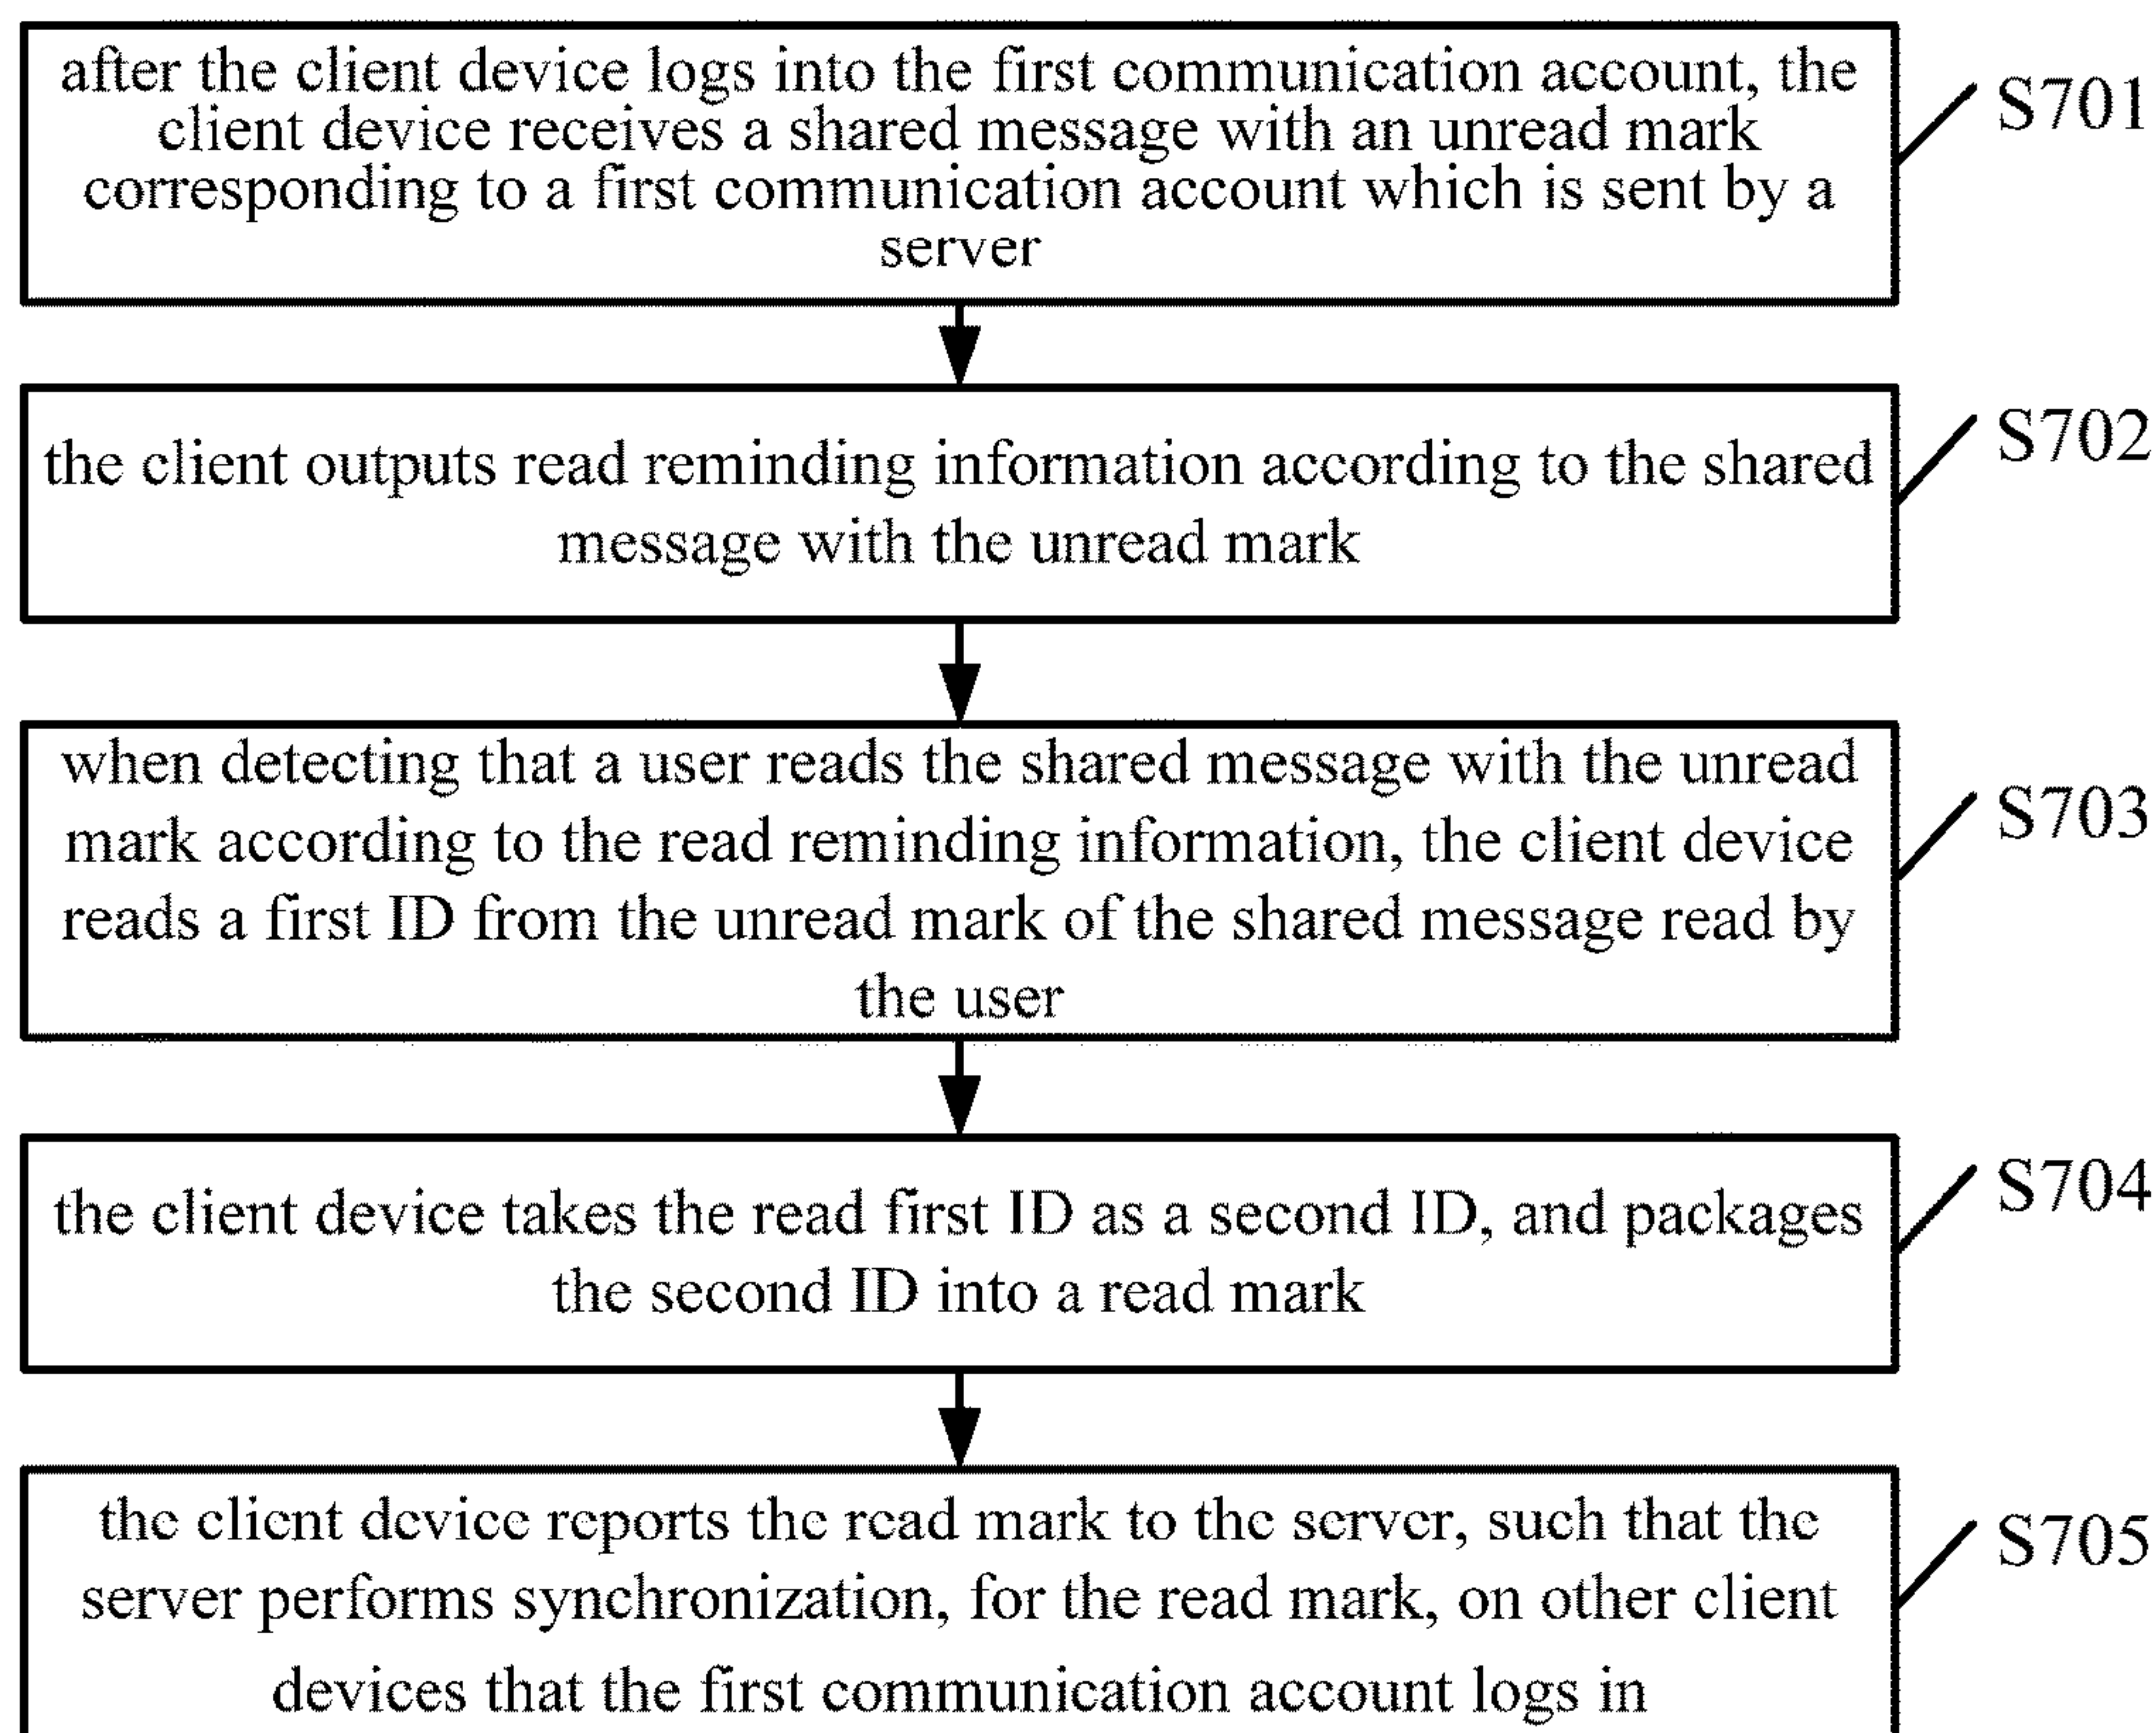 after the client device logs into the first communication account, the
client device receives a shared message with an unread mark
corresponding to a first communication account which is sent by a
server
S701
the client outputs read reminding information according to the shared
message with the unread mark
S702
when detecting that a user reads the shared message with the unread
mark according to the read reminding information, the client device
reads a first ID from the unread mark of the shared message read by
the user
S703
the client device takes the read first ID as a second ID, and packages
the second ID into a read mark
S704
the client device reports the read mark to the server, such that the
server performs synchronization, for the read mark, on other client
devices that the first communication account logs in
S705